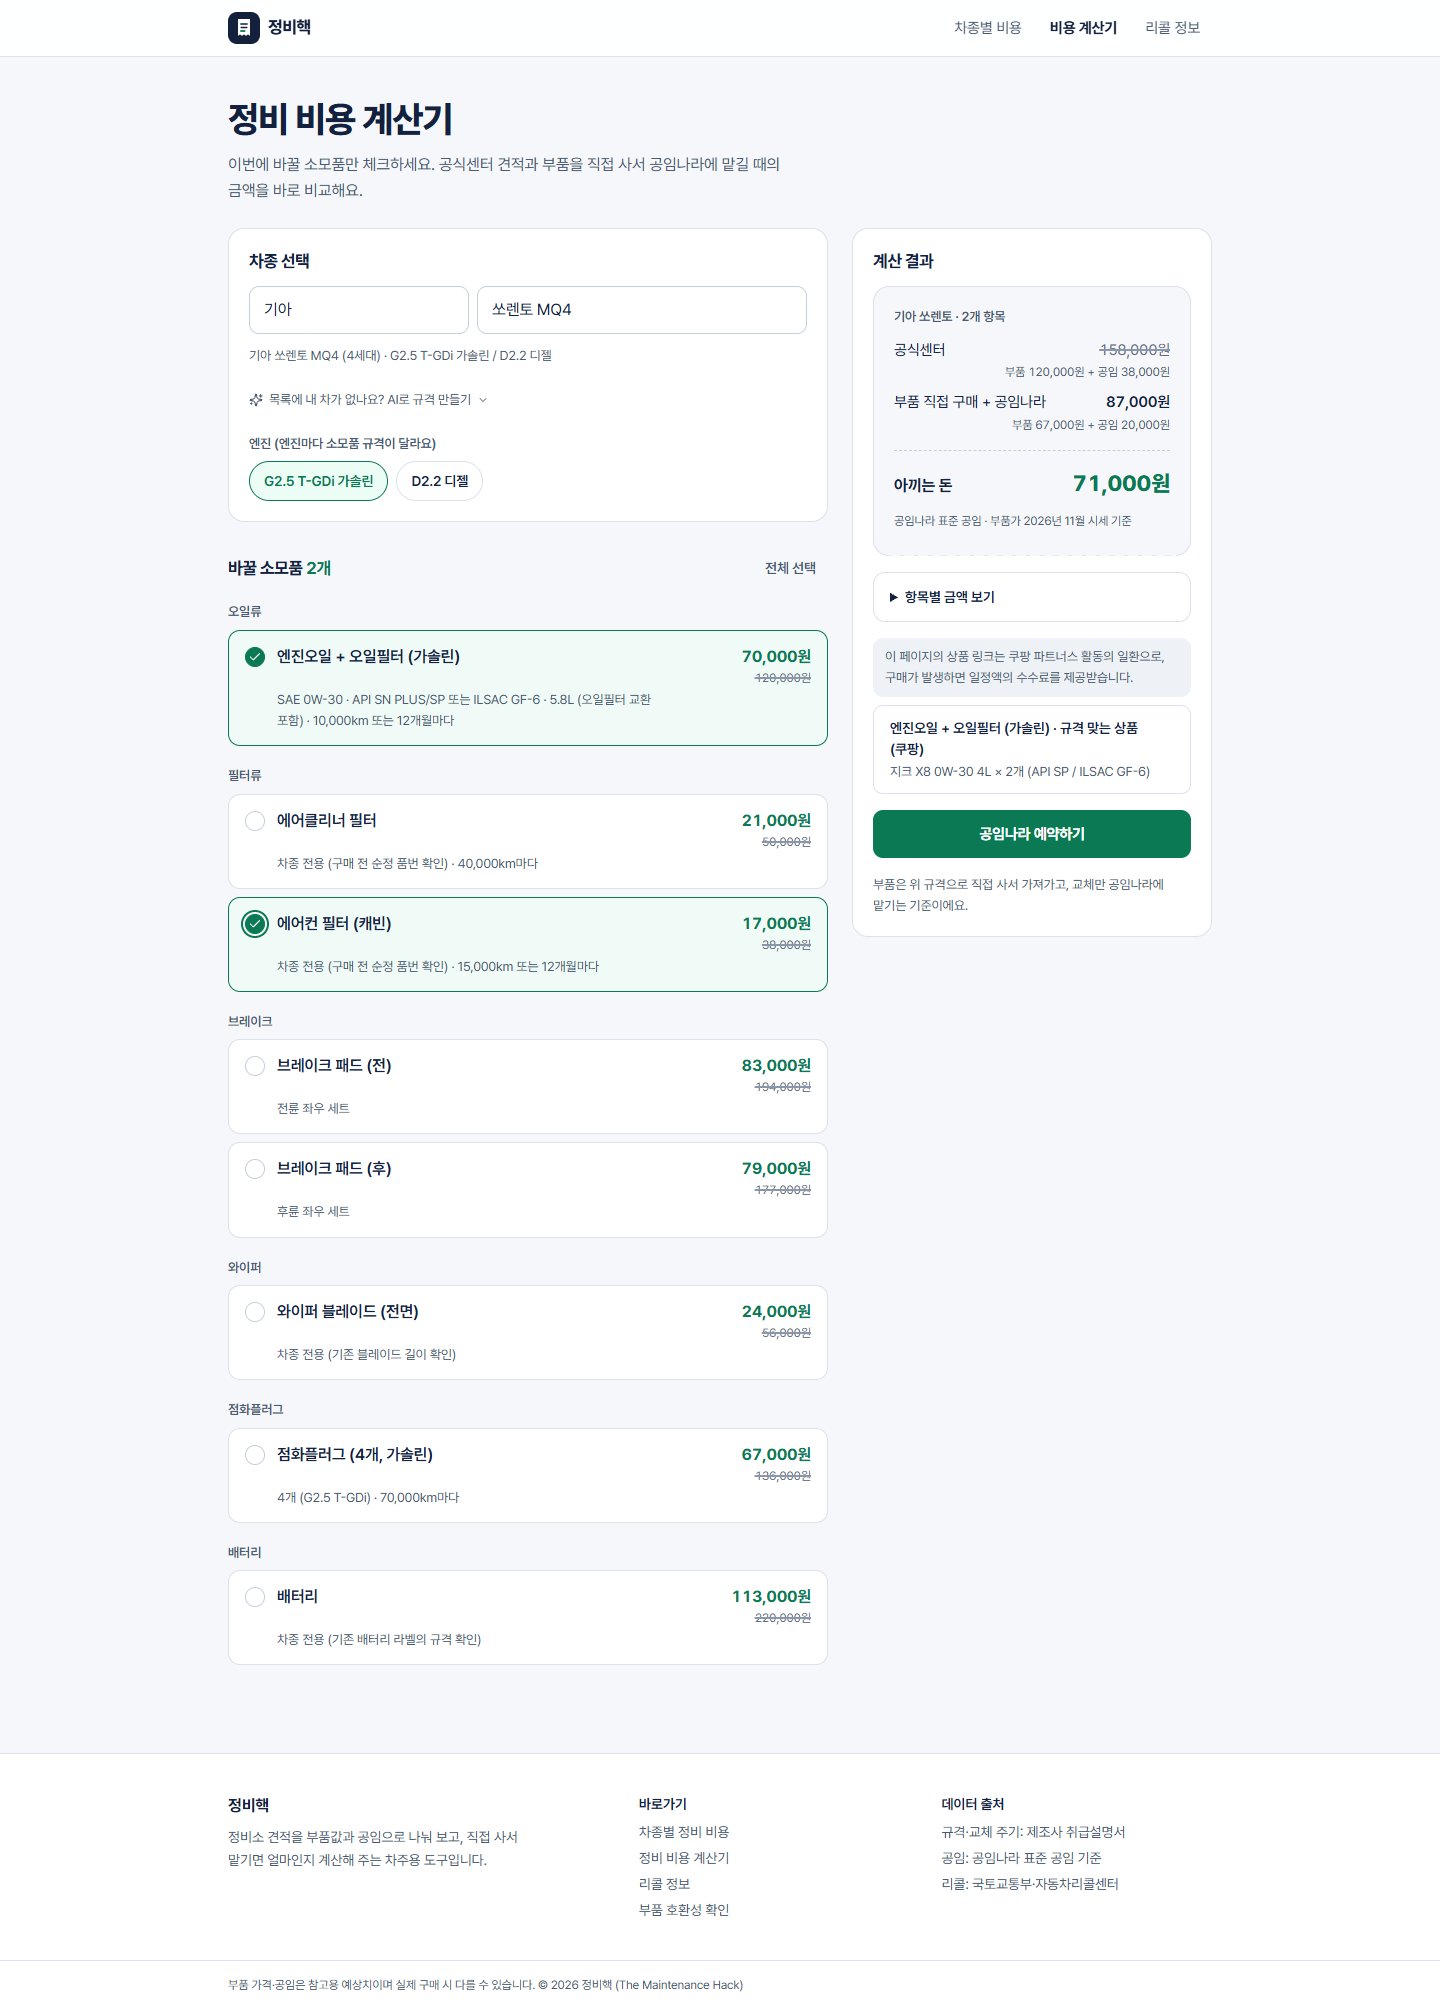 정비핵
차종별 비용
비용 계산기
리콜 정보
정비 비용 계산기
이번에 바꿀 소모품만 체크하세요. 공식센터 견적과 부품을 직접 사서 공임나라에 맡길 때의
금액을 바로 비교해요.
차종 선택
기아
쏘렌토 MQ4
기아 쏘렌토 MQ4 (4세대) · G2.5 T-GDi 가솔린 / D2.2 디젤
목록에 내 차가 없나요? AI로 규격 만들기
엔진 (엔진마다 소모품 규격이 달라요)
G2.5 T-GDi 가솔린
D2.2 디젤
바꿀 소모품 2개
전체 선택
오일류
엔진오일 + 오일필터 (가솔린)
70,000원
120,000원
SAE 0W-30 · API SN PLUS/SP 또는 ILSAC GF-6 · 5.8L (오일필터 교환
포함) · 10,000km 또는 12개월마다
필터류
에어클리너 필터
21,000원
50,000원
차종 전용 (구매 전 순정 품번 확인) · 40,000km마다
에어컨 필터 (캐빈)
17,000원
38,000원
차종 전용 (구매 전 순정 품번 확인) · 15,000km 또는 12개월마다
브레이크
브레이크 패드 (전)
83,000원
194,000원
전륜 좌우 세트
브레이크 패드 (후)
79,000원
177,000원
후륜 좌우 세트
와이퍼
와이퍼 블레이드 (전면)
24,000원
56,000원
차종 전용 (기존 블레이드 길이 확인)
점화플러그
점화플러그 (4개, 가솔린)
67,000원
136,000원
4개 (G2.5 T-GDi) · 70,000km마다
배터리
배터리
113,000원
220,000원
차종 전용 (기존 배터리 라벨의 규격 확인)
계산 결과
기아 쏘렌토 · 2개 항목
공식센터
158,000원
부품 120,000원 + 공임 38,000원
부품 직접 구매 + 공임나라
87,000원
부품 67,000원 + 공임 20,000원
아끼는 돈
71,000원
공임나라 표준 공임 · 부품가 2026년 11월 시세 기준
▶ 항목별 금액 보기
이 페이지의 상품 링크는 쿠팡 파트너스 활동의 일환으로,
구매가 발생하면 일정액의 수수료를 제공받습니다.
엔진오일 + 오일필터 (가솔린) · 규격 맞는 상품
(쿠팡)
지크 X8 0W-30 4L × 2개 (API SP / ILSAC GF-6)
공임나라 예약하기
부품은 위 규격으로 직접 사서 가져가고, 교체만 공임나라에
맡기는 기준이에요.
정비핵
정비소 견적을 부품값과 공임으로 나눠 보고, 직접 사서
맡기면 얼마인지 계산해 주는 차주용 도구입니다.
바로가기
차종별 정비 비용
정비 비용 계산기
리콜 정보
부품 호환성 확인
데이터 출처
규격·교체 주기: 제조사 취급설명서
공임: 공임나라 표준 공임 기준
리콜: 국토교통부·자동차리콜센터
부품 가격·공임은 참고용 예상치이며 실제 구매 시 다를 수 있습니다. © 2026 정비핵 (The Maintenance Hack)